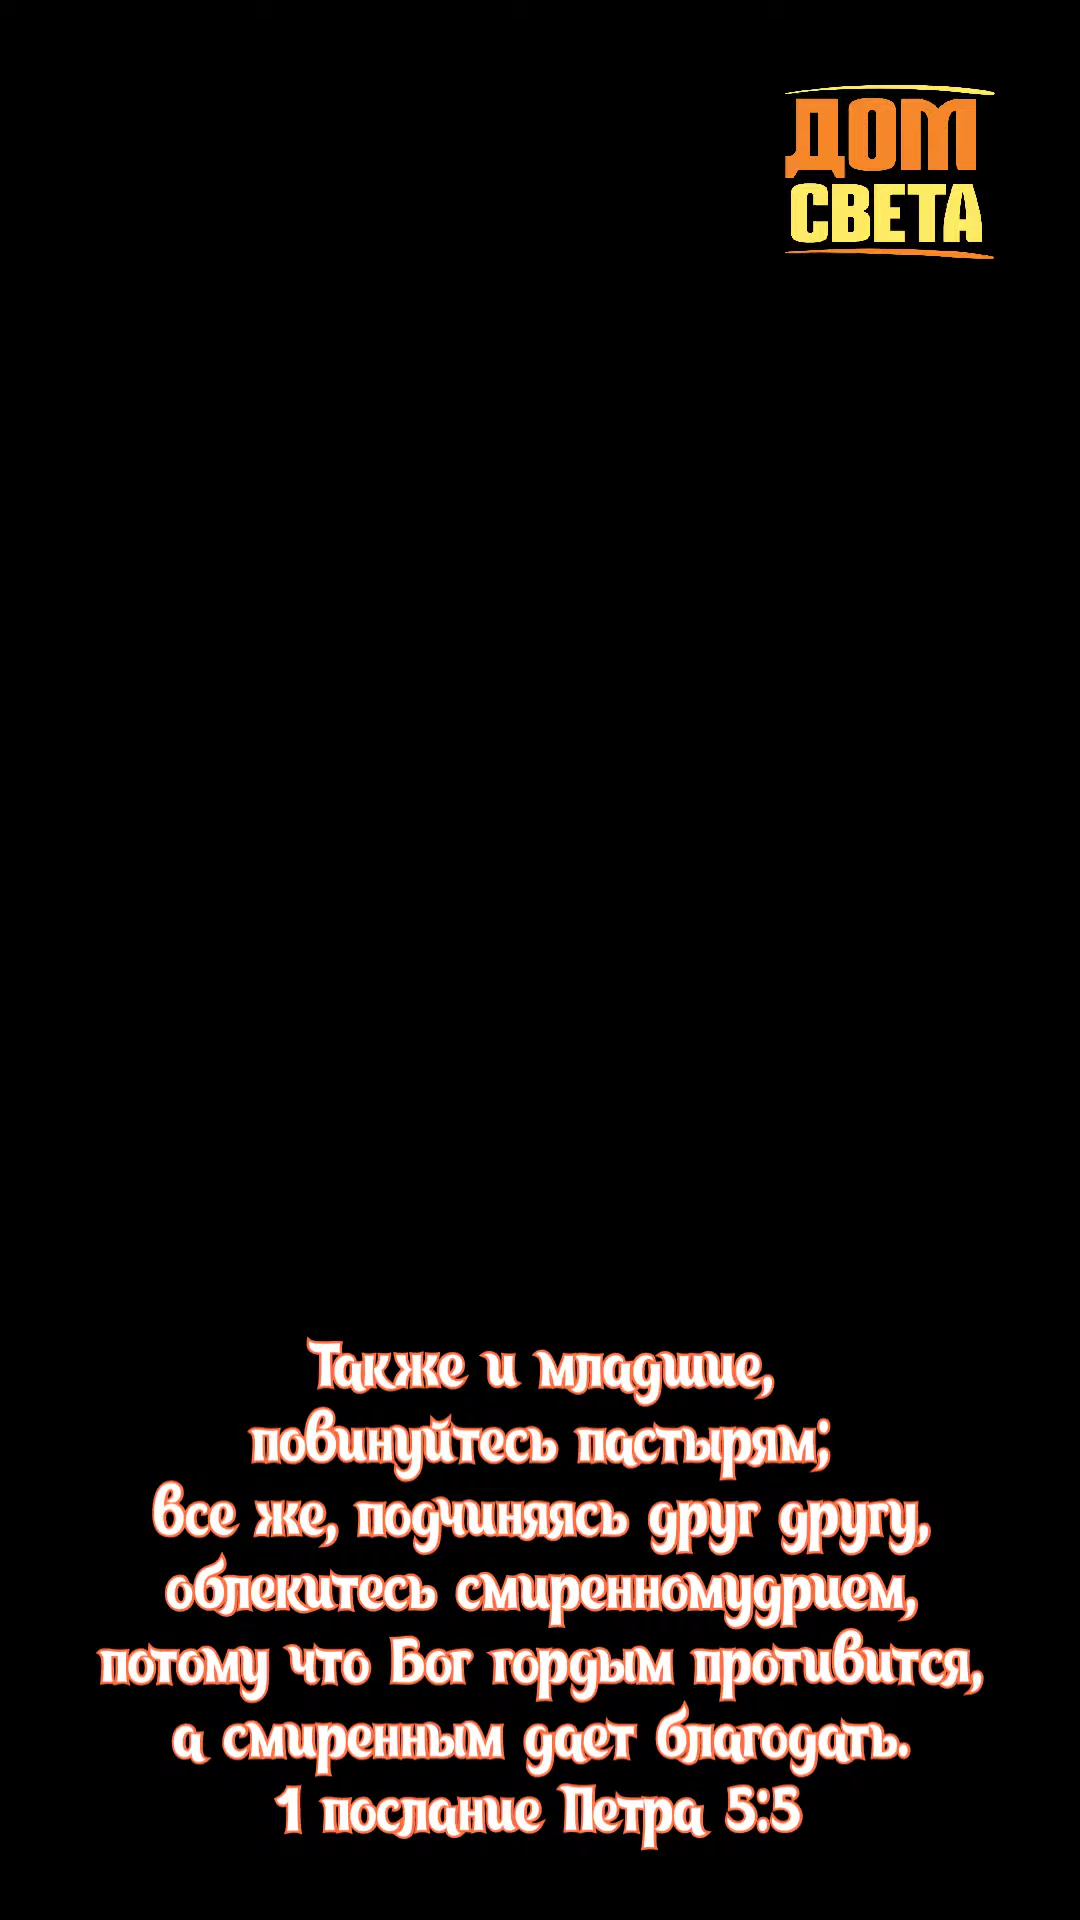 ДОМ
СВЕТА
Также и младшие,
повинуйтесь пастырям;
все же, подчиняясь друг другу,
облекитесь смиренномудрием,
потому что Бог гордым противится,
а смиренным дает благодать.
1 послание Петра 5:5